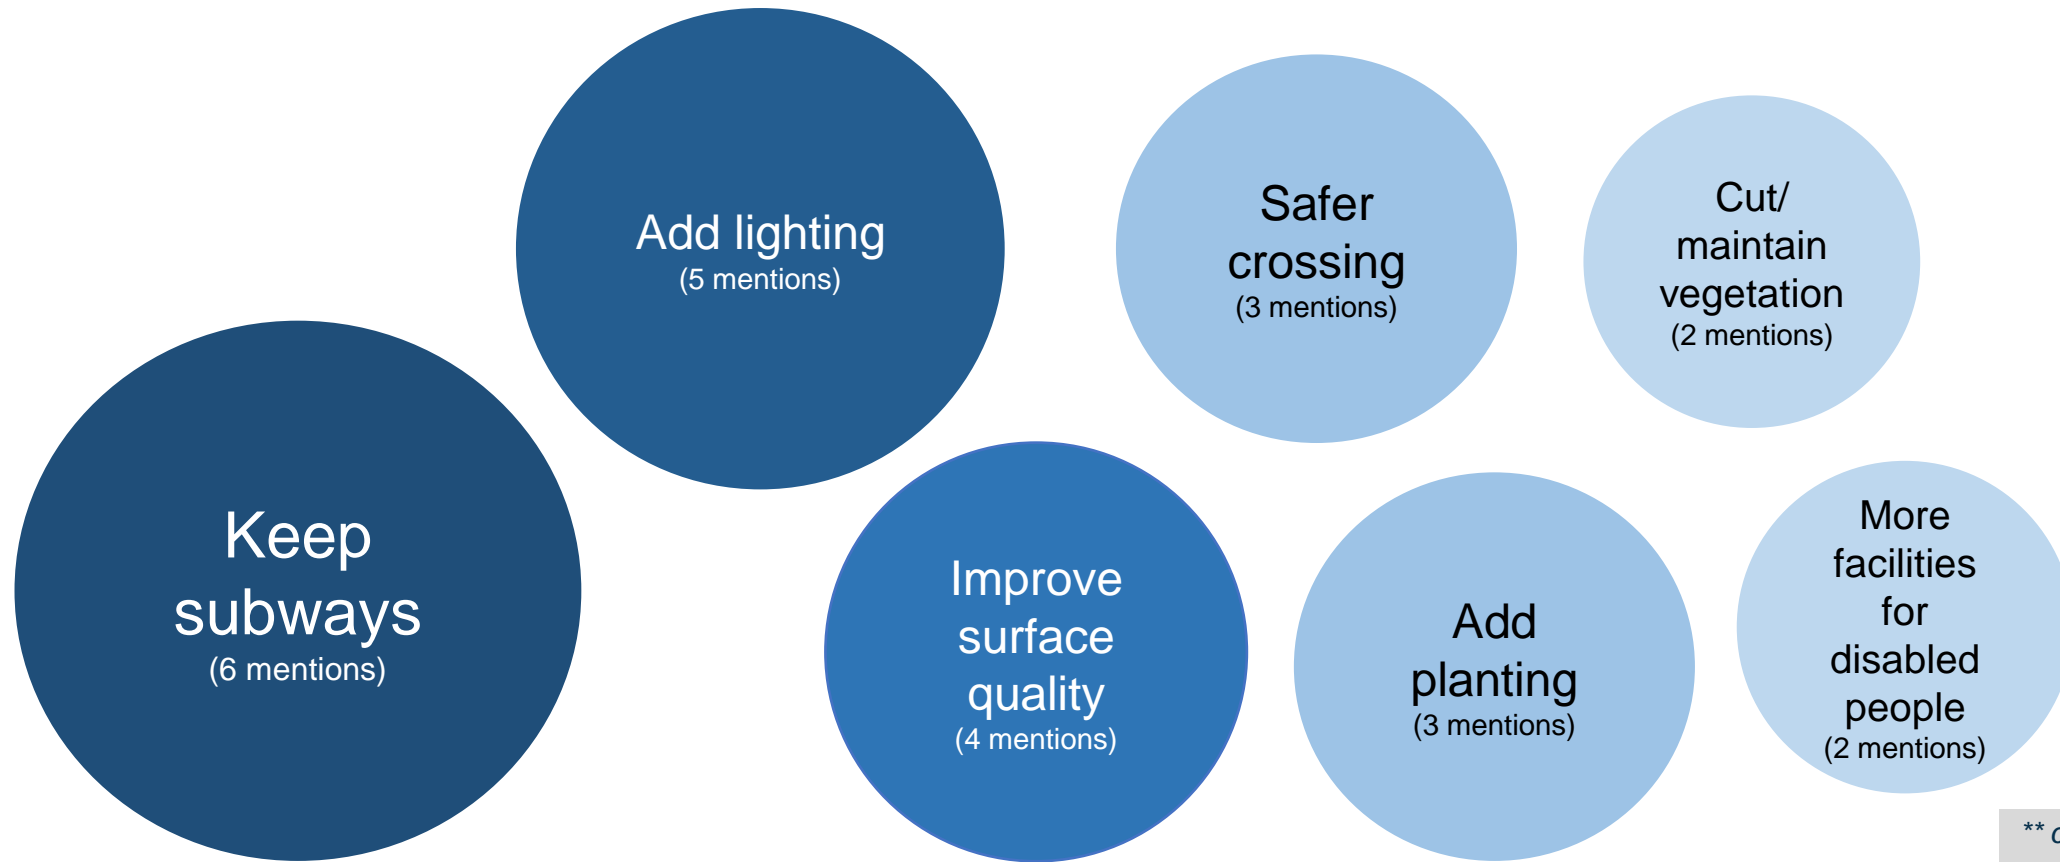 Add lighting
(5 mentions)
Safer
crossing
(3 mentions)
Cut/
maintain
vegetation
(2 mentions)
Keep
subways
(6 mentions)
Improve
surface
quality
(4 mentions)
Add
planting
(3 mentions)
More
facilities
for
disabled
people
(2 mentions)
**